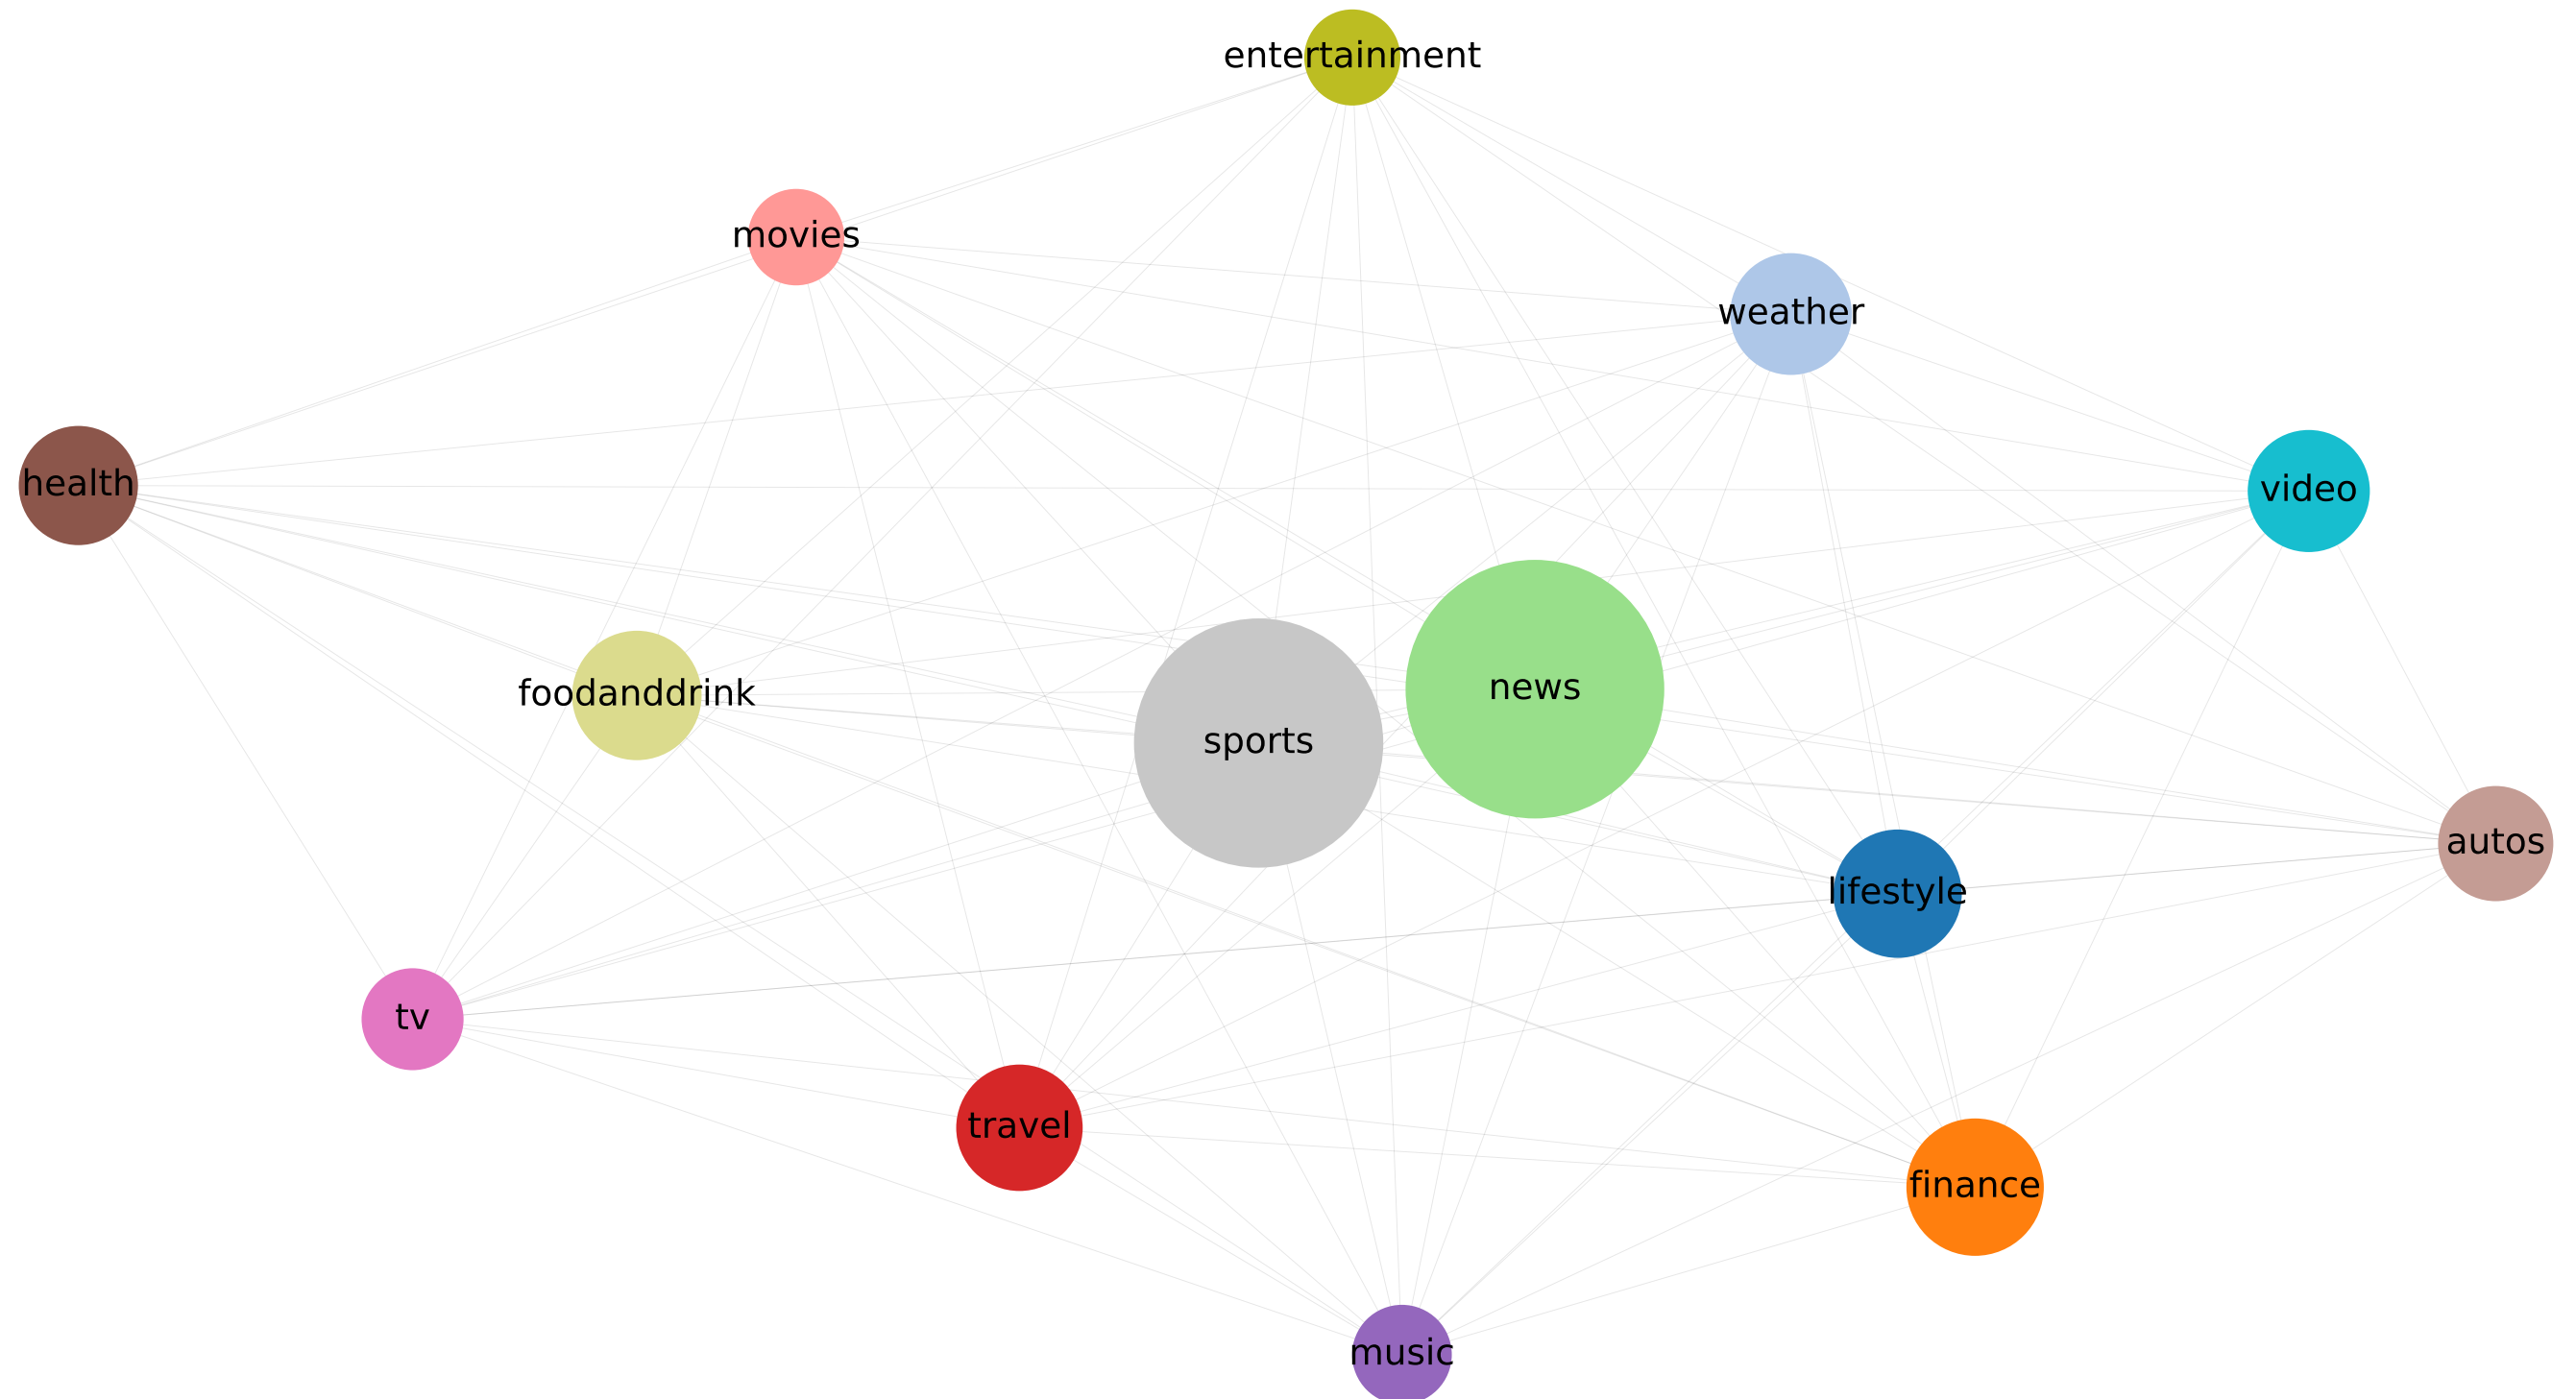 entertainment
movies
weather
health
video
foodanddrink
news
sports
autos
lifestyle
tv
travel
finance
music